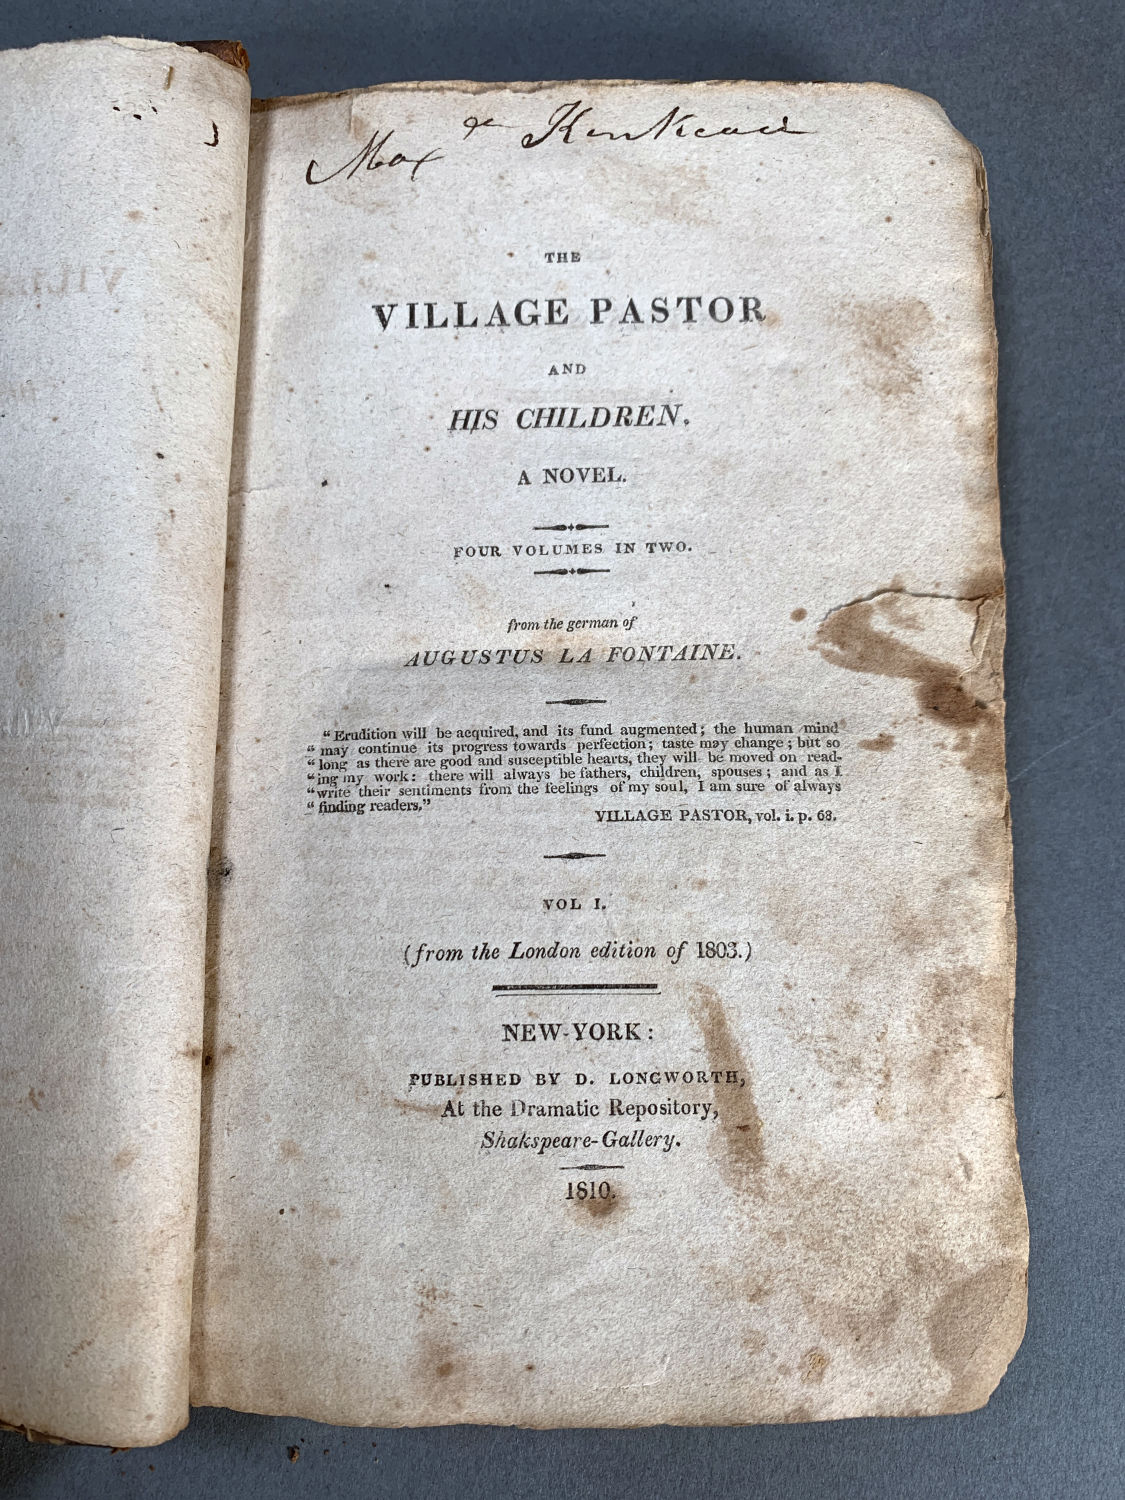 THE
VILLAGE PASTOR
AND
HIS CHILDREN.
A NOVEL.
FOUR VOLUMES IN TWO.
from the german of
AUGUSTUS LA FONTAINE.
"Erudition will be acquired, and its fund augmented; the human mind
"may continue its progress towards perfection; taste may change; but so
"long as there are good and susceptible hearts, they will be moved on read-
"ing my work: there will always be fathers, children, spouses; and as I
"write their sentiments from the feelings of my soul, I am sure of always
"finding readers."
VILLAGE PASTOR, vol. i. p. 68.
VOL I.
(from the London edition of 1803.)
NEW-YORK:
PUBLISHED BY D. LONGWORTH,
At the Dramatic Repository,
Shakspeare-Gallery.
1810.